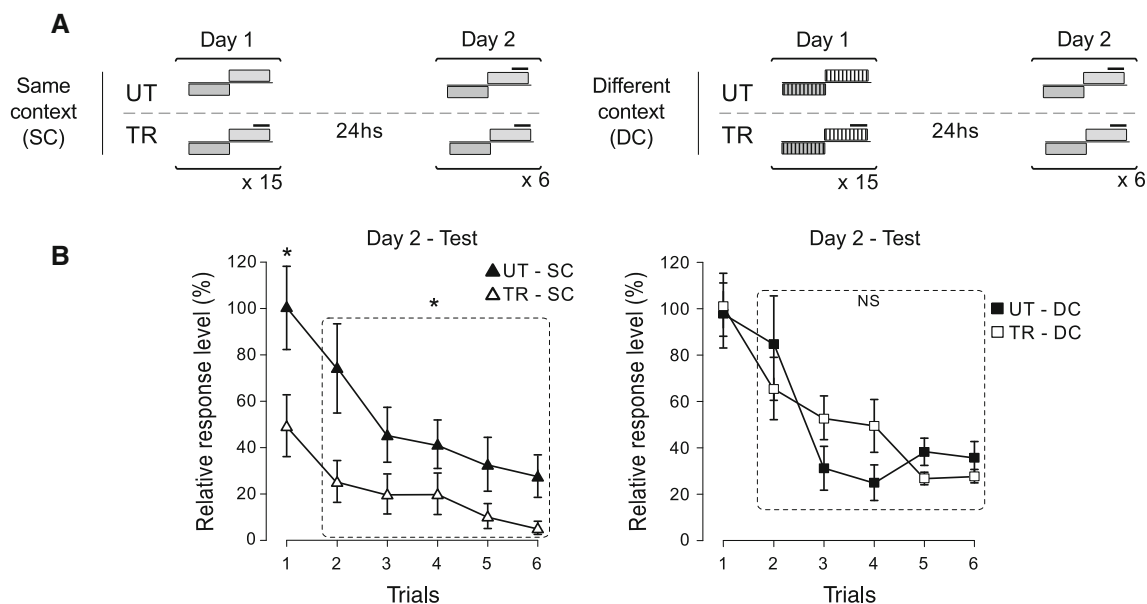 A
Day 1 Day 2 Day 1 Day 2
Same context (SC)
UT
TR
24hs
x 15 x 6
Different context (DC)
UT
TR
24hs
x 15 x 6
B
Day 2 - Test
*
UT - SC
TR - SC
*
Relative response level (%)
120
100
80
60
40
20
0
1 2 3 4 5 6
Trials
Day 2 - Test
NS
UT - DC
TR - DC
Relative response level (%)
120
100
80
60
40
20
0
1 2 3 4 5 6
Trials